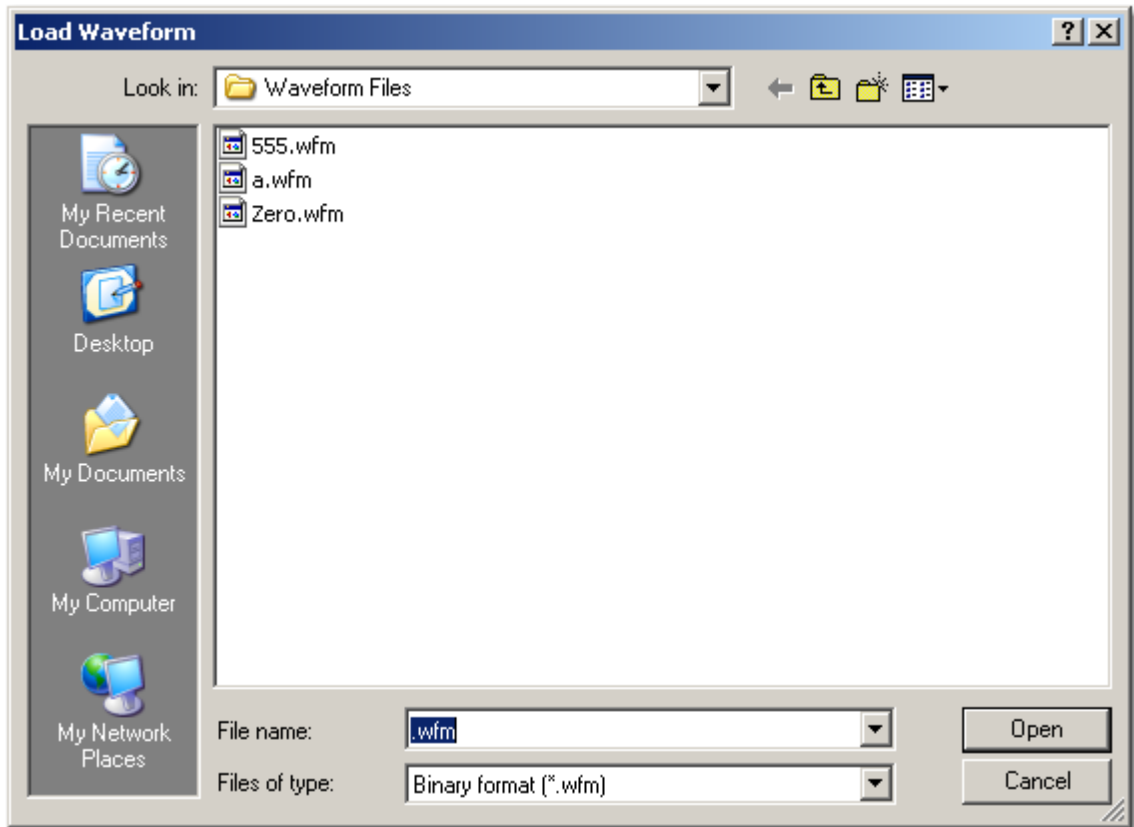 Load Waveform
Look in: Waveform Files
555.wfm
a.wfm
Zero.wfm
My Recent
Documents
Desktop
My Documents
My Computer
My Network
Places
File name: .wfm
Open
Files of type: Binary format (*.wfm)
Cancel